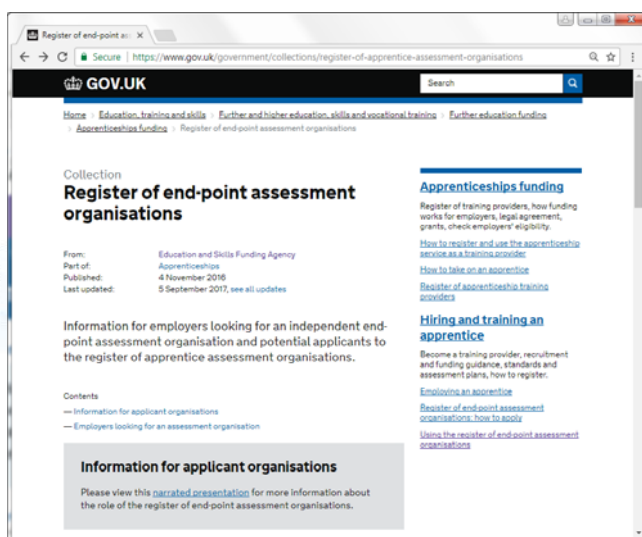 Register of end-point as
Secure | https://www.gov.uk/government/collections/register-of-apprentice-assessment-organisations
GOV.UK
Search
Home > Education, training and skills > Further and higher education, skills and vocational training > Further education funding
> Apprenticeships funding > Register of end-point assessment organisations
Collection
Register of end-point assessment
organisations
From: Education and Skills Funding Agency
Part of: Apprenticeships
Published: 4 November 2016
Last updated: 5 September 2017, see all updates
Information for employers looking for an independent end-
point assessment organisation and potential applicants to
the register of apprentice assessment organisations.
Contents
— Information for applicant organisations
— Employers looking for an assessment organisation
Information for applicant organisations
Please view this narrated presentation for more information about
the role of the register of end-point assessment organisations.
Apprenticeships funding
Register of training providers, how funding
works for employers, legal agreement,
grants, check employers' eligibility.
How to register and use the apprenticeship
service as a training provider
How to take on an apprentice
Register of apprenticeship training
providers
Hiring and training an
apprentice
Become a training provider, recruitment
and funding guidance, standards and
assessment plans, how to register.
Employing an apprentice
Register of end-point assessment
organisations: how to apply
Using the register of end-point assessment
organisations